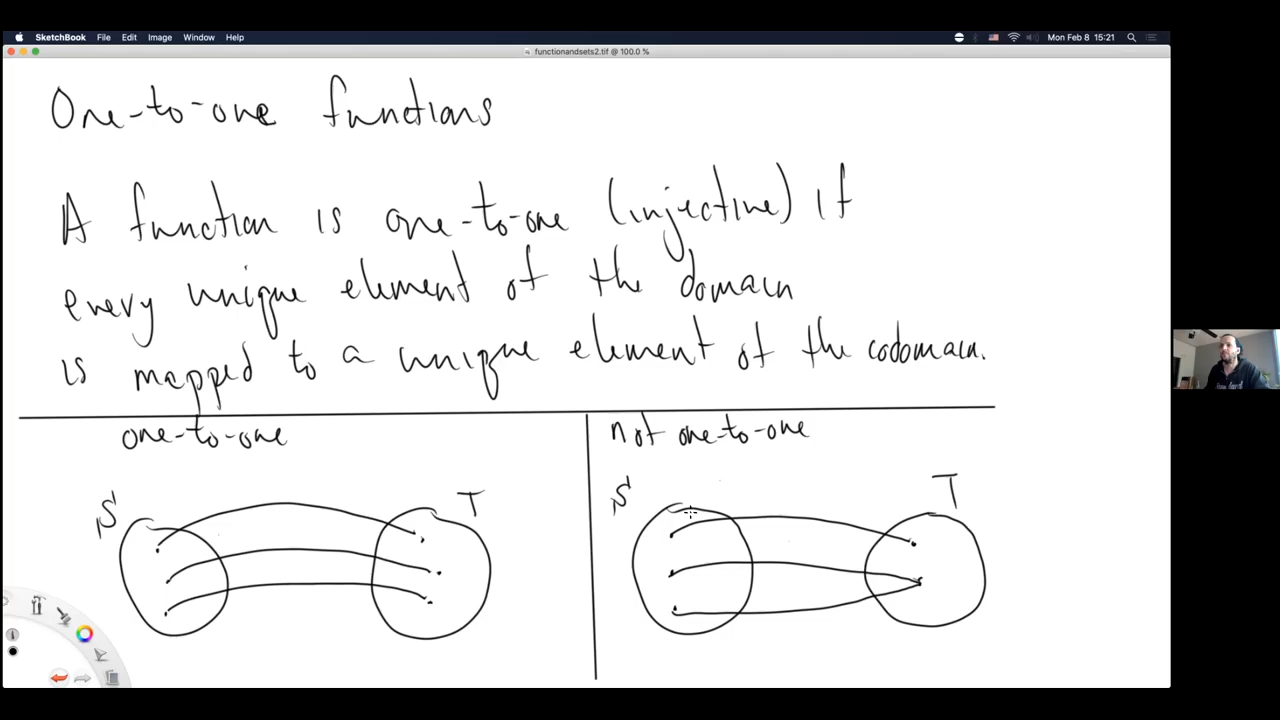 SketchBook File Edit Image Window Help Mon Feb 8 15:21
functionandsets2.tif @ 100.0 %
One-to-one functions
A function is one-to-one (injective) if
every unique element of the domain
is mapped to a unique element of the codomain.
one-to-one
not one-to-one
S T
S T